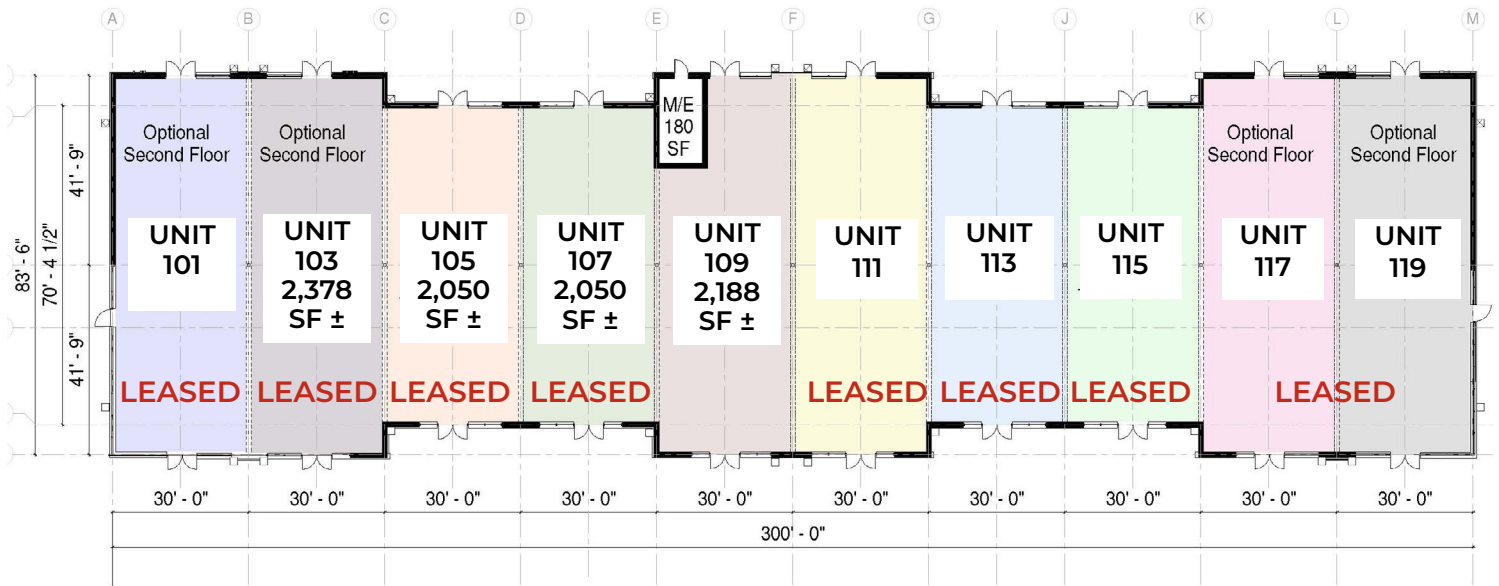 A B C D E F G J K L M
Optional
Second Floor
Optional
Second Floor
M/E
180
SF
Optional
Second Floor
Optional
Second Floor
83' - 6"
70' - 4 1/2"
41' - 9"
41' - 9"
UNIT
101
UNIT
103
2,378
SF ±
UNIT
105
2,050
SF ±
UNIT
107
2,050
SF ±
UNIT
109
2,188
SF ±
UNIT
111
UNIT
113
UNIT
115
UNIT
117
UNIT
119
LEASED LEASED LEASED LEASED LEASED LEASED LEASED LEASED
30' - 0" 30' - 0" 30' - 0" 30' - 0" 30' - 0" 30' - 0" 30' - 0" 30' - 0" 30' - 0" 30' - 0"
300' - 0"